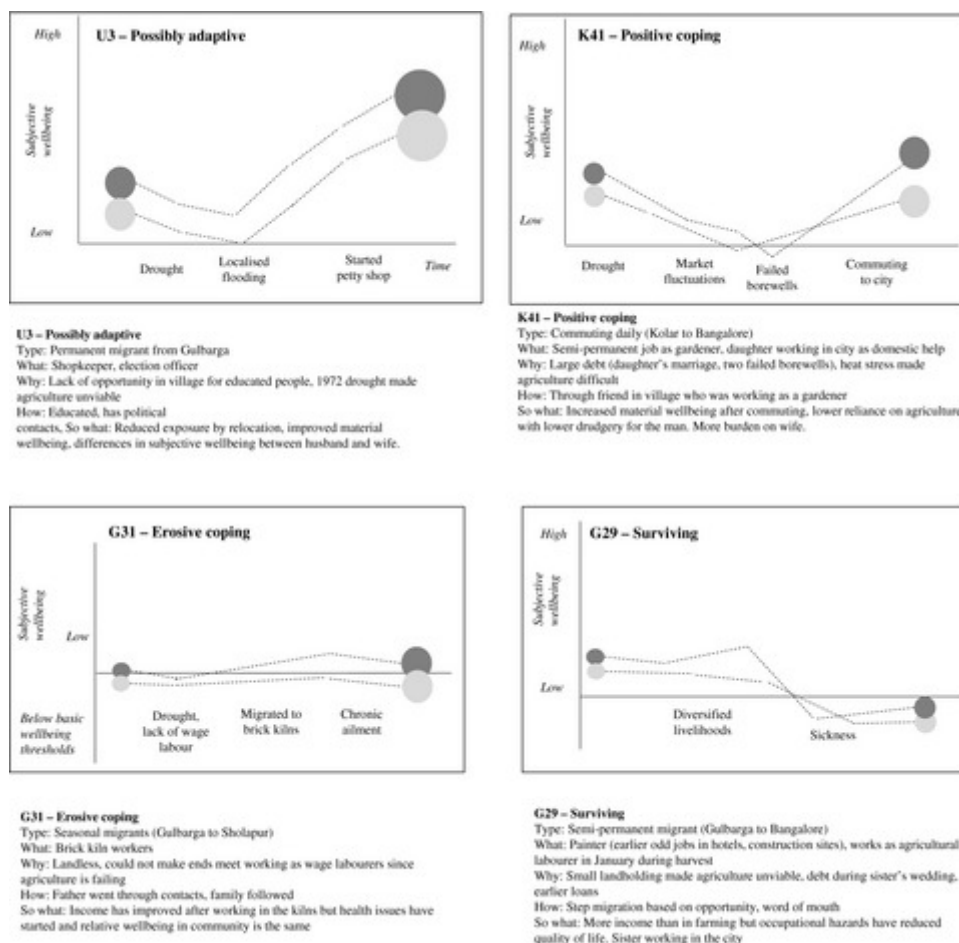 High
U3 – Possibly adaptive
Subjective
wellbeing
Low
Drought
Localised
flooding
Started
petty shop
Time
U3 – Possibly adaptive
Type: Permanent migrant from Gulbarga
What: Shopkeeper, election officer
Why: Lack of opportunity in village for educated people, 1972 drought made
agriculture unviable
How: Educated, has political
contacts, So what: Reduced exposure by relocation, improved material
wellbeing, differences in subjective wellbeing between husband and wife.
High
K41 – Positive coping
Subjective
wellbeing
Low
Drought
Market
fluctuations
Failed
borewells
Commuting
to city
K41 – Positive coping
Type: Commuting daily (Kolar to Bangalore)
What: Semi-permanent job as gardener, daughter working in city as domestic help
Why: Large debt (daughter's marriage, two failed borewells), heat stress made
agriculture difficult
How: Through friend in village who was working as a gardener
So what: Increased material wellbeing after commuting, lower reliance on agriculture
with lower drudgery for the man. More burden on wife.
G31 – Erosive coping
Subjective
wellbeing
Low
Below basic
wellbeing
thresholds
Drought,
lack of wage
labour
Migrated to
brick kilns
Chronic
ailment
G31 – Erosive coping
Type: Seasonal migrants (Gulbarga to Sholapur)
What: Brick kiln workers
Why: Landless, could not make ends meet working as wage labourers since
agriculture is failing
How: Father went through contacts, family followed
So what: Income has improved after working in the kilns but health issues have
started and relative wellbeing in community is the same
High
G29 – Surviving
Subjective
wellbeing
Low
Diversified
livelihoods
Sickness
G29 – Surviving
Type: Semi-permanent migrant (Gulbarga to Bangalore)
What: Painter (earlier odd jobs in hotels, construction sites), works as agricultural
labourer in January during harvest
Why: Small landholding made agriculture unviable, debt during sister's wedding,
earlier loans
How: Step migration based on opportunity, word of mouth
So what: More income than in farming but occupational hazards have reduced
quality of life. Sister working in the city